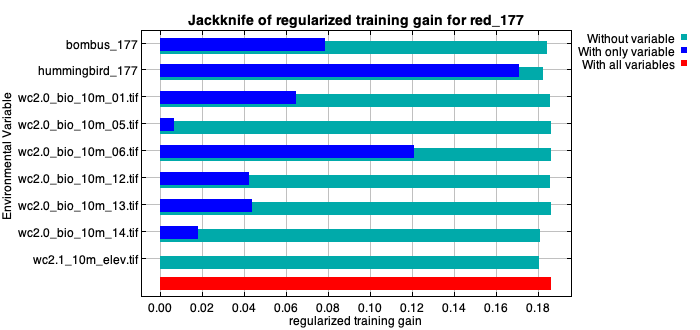 Jackknife of regularized training gain for red_177
Without variable
With only variable
With all variables
Environmental Variable
bombus_177
hummingbird_177
wc2.0_bio_10m_01.tif
wc2.0_bio_10m_05.tif
wc2.0_bio_10m_06.tif
wc2.0_bio_10m_12.tif
wc2.0_bio_10m_13.tif
wc2.0_bio_10m_14.tif
wc2.1_10m_elev.tif
0.00 0.02 0.04 0.06 0.08 0.10 0.12 0.14 0.16 0.18
regularized training gain